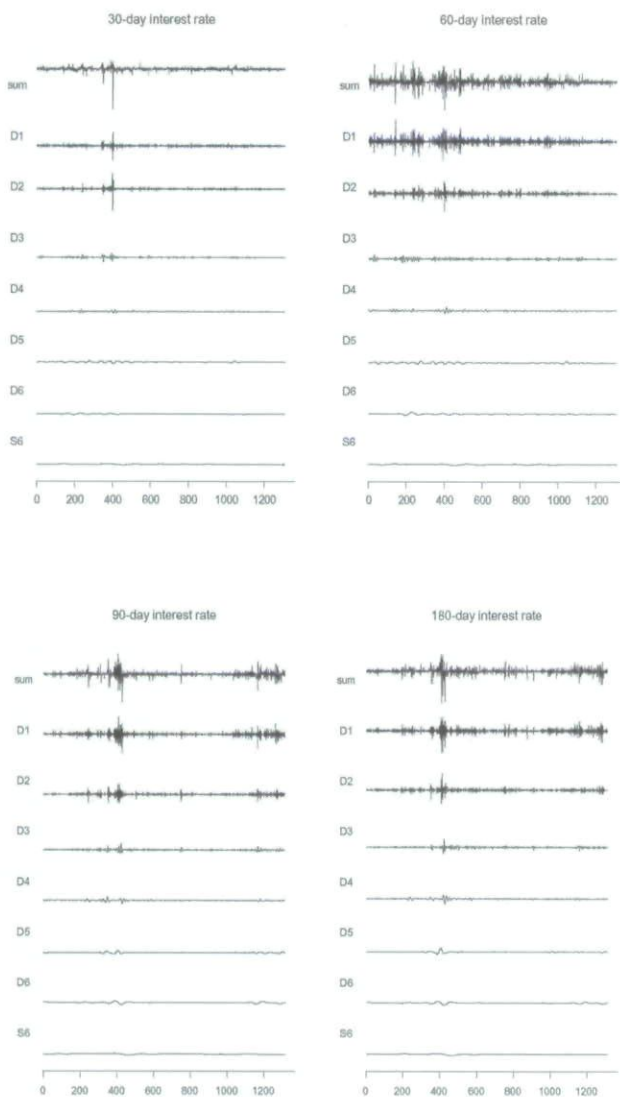 30-day interest rate
sum
D1
D2
D3
D4
D5
D6
S6
0 200 400 600 800 1000 1200
60-day interest rate
sum
D1
D2
D3
D4
D5
D6
S6
0 200 400 600 800 1000 1200
90-day interest rate
sum
D1
D2
D3
D4
D5
D6
S6
0 200 400 600 800 1000 1200
180-day interest rate
sum
D1
D2
D3
D4
D5
D6
S6
0 200 400 600 800 1000 1200